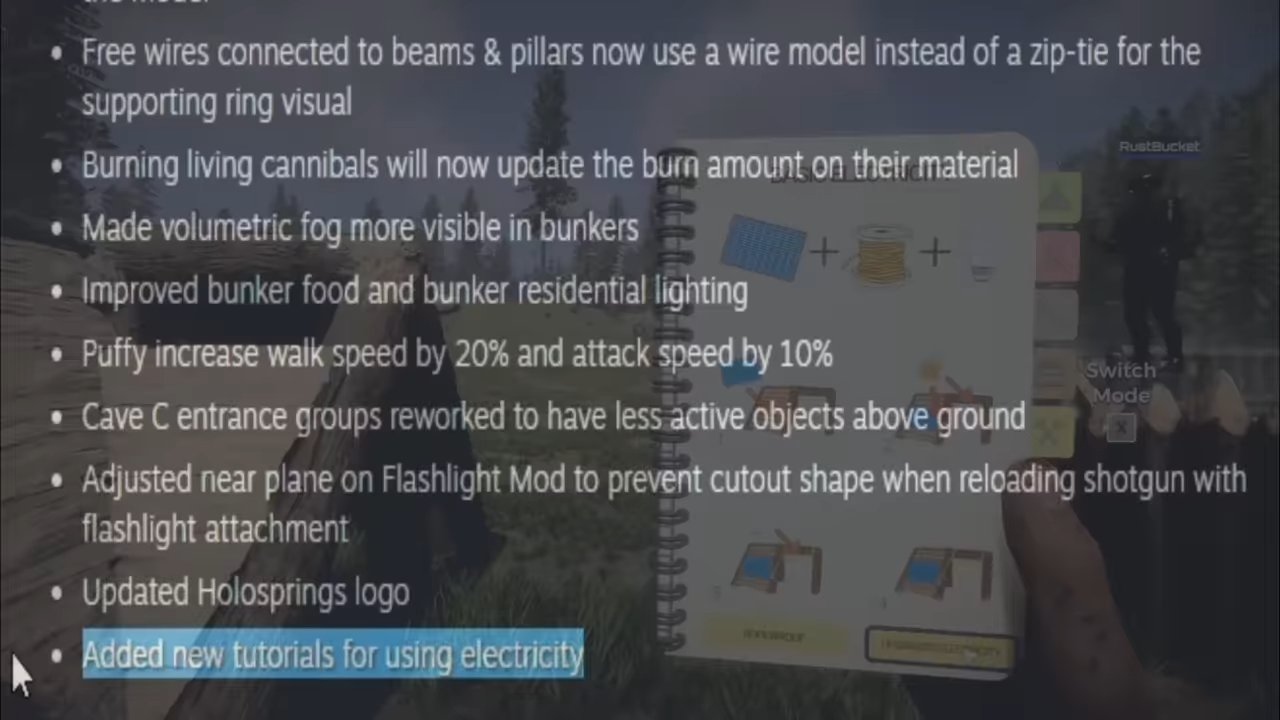 the Model.
Free wires connected to beams & pillars now use a wire model instead of a zip-tie for the
supporting ring visual
Burning living cannibals will now update the burn amount on their material
RustBucket
BASIC ELECTRICITY
Made volumetric fog more visible in bunkers
Improved bunker food and bunker residential lighting
Puffy increase walk speed by 20% and attack speed by 10%
Switch
Mode
X
Cave C entrance groups reworked to have less active objects above ground
Adjusted near plane on Flashlight Mod to prevent cutout shape when reloading shotgun with
flashlight attachment
Updated Holosprings logo
Added new tutorials for using electricity